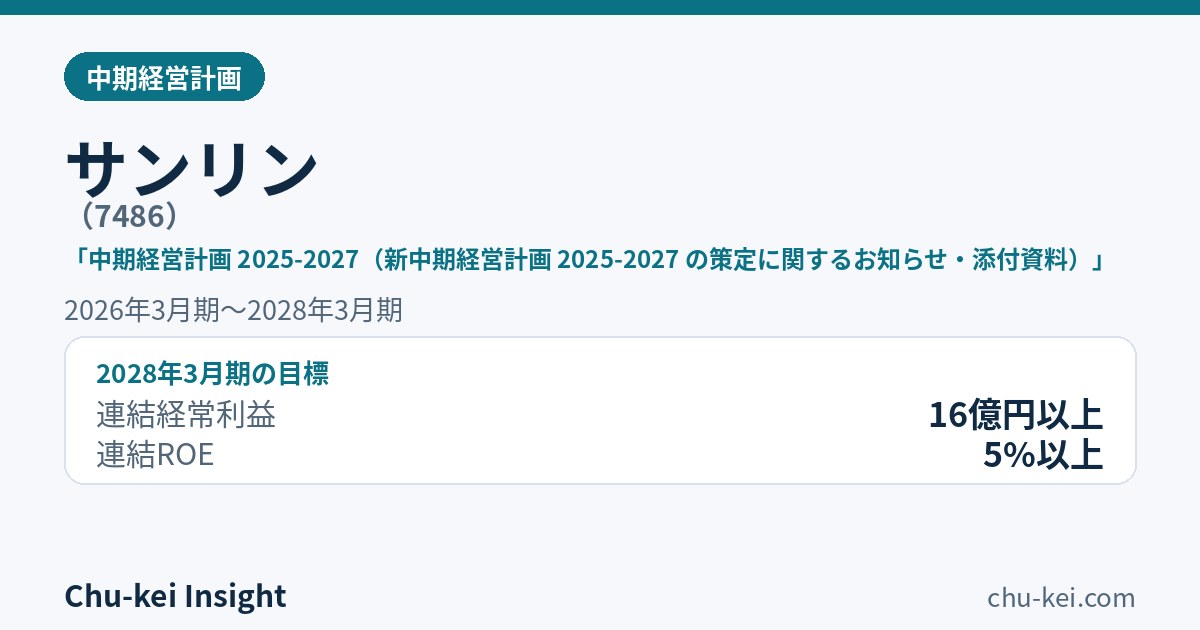 中期経営計画
サンリン
（7486）
「中期経営計画 2025-2027（新中期経営計画 2025-2027 の策定に関するお知らせ・添付資料）」
2026年3月期〜2028年3月期
2028年3月期の目標
連結経常利益 16億円以上
連結ROE 5%以上
Chu-kei Insight chu-kei.com